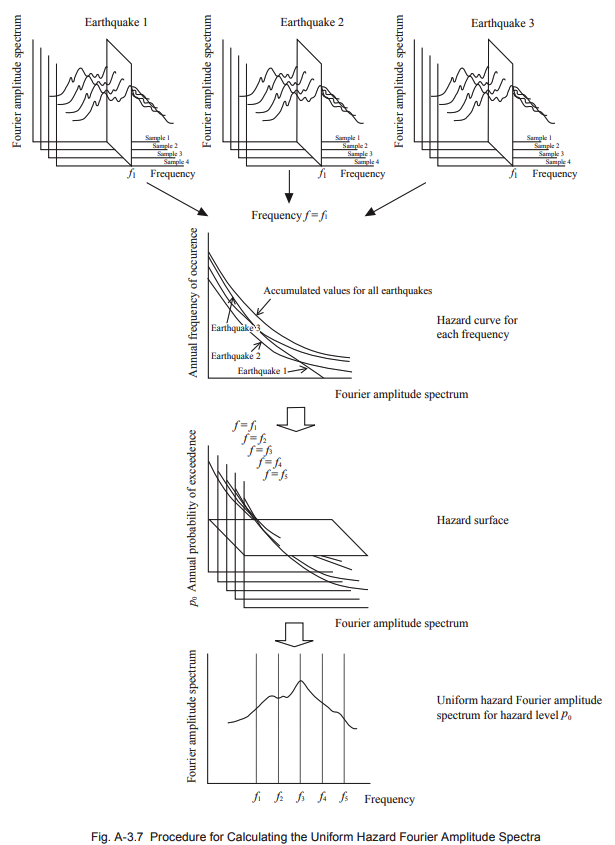 Earthquake 1
Earthquake 2
Earthquake 3
Fourier amplitude spectrum
Sample 1
Sample 2
Sample 3
Sample 4
f1
Frequency
Fourier amplitude spectrum
Sample 1
Sample 2
Sample 3
Sample 4
f1
Frequency
Fourier amplitude spectrum
Sample 1
Sample 2
Sample 3
Sample 4
f1
Frequency
Frequency f = f1
Annual frequency of occurence
Accumulated values for all earthquakes
Earthquake 3
Earthquake 2
Earthquake 1
Hazard curve for
each frequency
Fourier amplitude spectrum
f = f1
f = f2
f = f3
f = f4
f = f5
p0 Annual probability of exceedence
Hazard surface
Fourier amplitude spectrum
Fourier amplitude spectrum
Uniform hazard Fourier amplitude
spectrum for hazard level p0
f1 f2 f3 f4 f5 Frequency
Fig. A-3.7 Procedure for Calculating the Uniform Hazard Fourier Amplitude Spectra